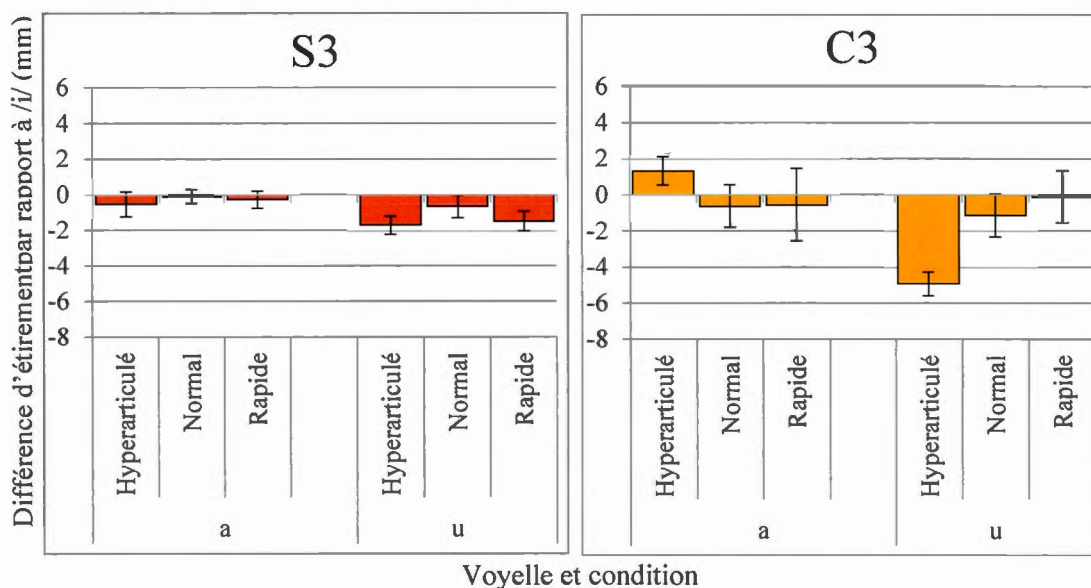 Différence d'étirementpar rapport à /i/ (mm)
S3
6
4
2
0
-2
-4
-6
-8
Hyperarticulé
Normal
Rapide
Hyperarticulé
Normal
Rapide
a
u
C3
6
4
2
0
-2
-4
-6
-8
Hyperarticulé
Normal
Rapide
Hyperarticulé
Normal
Rapide
a
u
Voyelle et condition